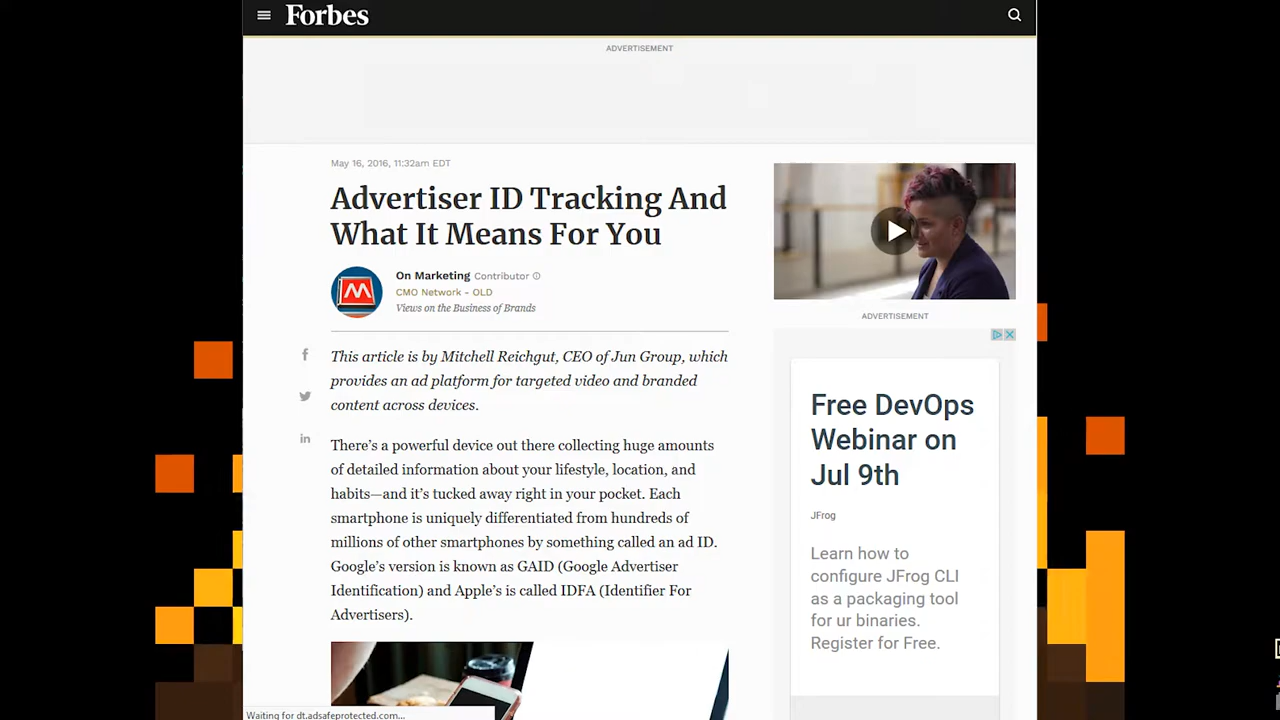 Forbes
ADVERTISEMENT
May 16, 2016, 11:32am EDT
Advertiser ID Tracking And
What It Means For You
On Marketing Contributor
CMO Network - OLD
Views on the Business of Brands
This article is by Mitchell Reichgut, CEO of Jun Group, which
provides an ad platform for targeted video and branded
content across devices.
There's a powerful device out there collecting huge amounts
of detailed information about your lifestyle, location, and
habits—and it's tucked away right in your pocket. Each
smartphone is uniquely differentiated from hundreds of
millions of other smartphones by something called an ad ID.
Google's version is known as GAID (Google Advertiser
Identification) and Apple's is called IDFA (Identifier For
Advertisers).
ADVERTISEMENT
Free DevOps
Webinar on
Jul 9th
JFrog
Learn how to
configure JFrog CLI
as a packaging tool
for ur binaries.
Register for Free.
Waiting for dt.adsafeprotected.com...